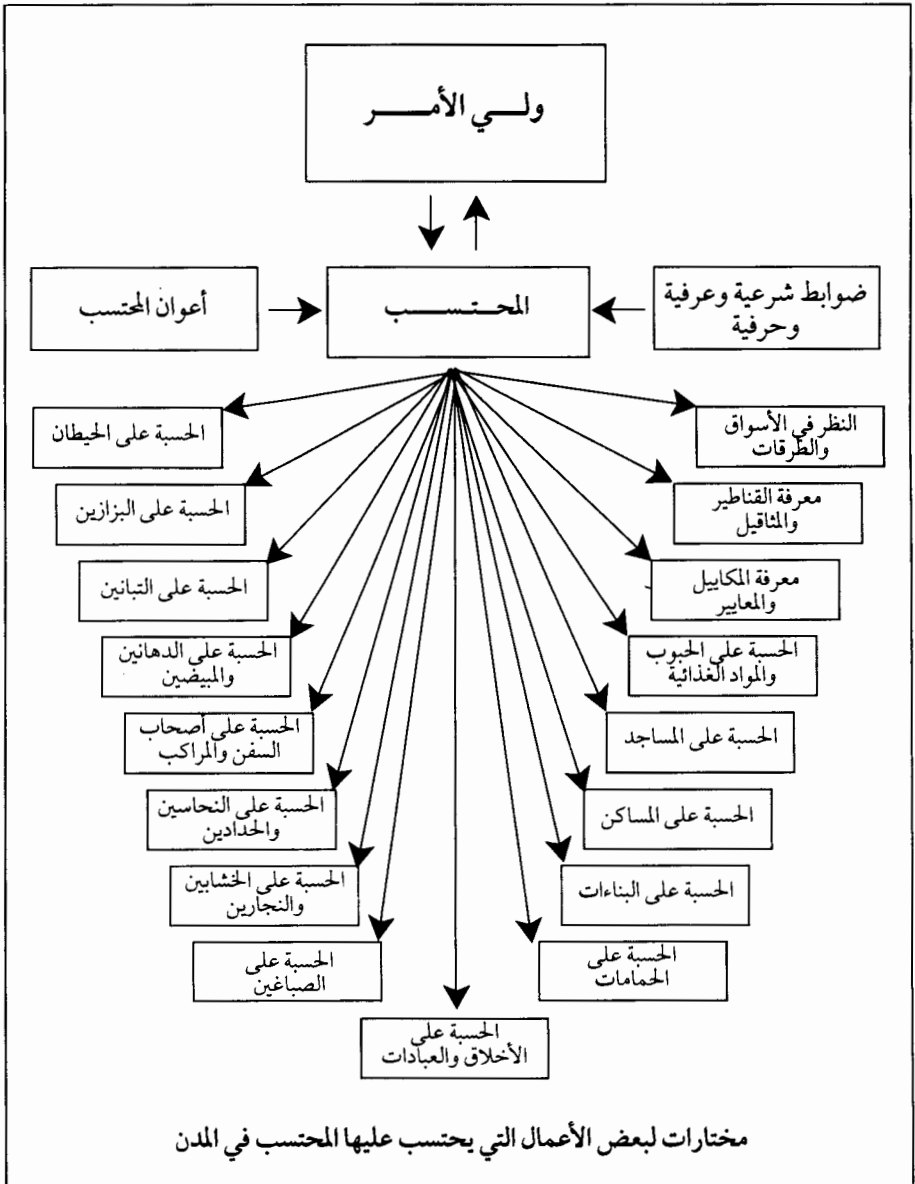 ولي الأمر
ضوابط شرعية وعرفية
وحرفية
المحتسب
أعوان المحتسب
النظر في الأسواق
والطرقات
الحسبة على الحيطان
معرفة القناطير
والمثاقيل
الحسبة على البزازين
معرفة المكاييل
والمعايير
الحسبة على التبانين
الحسبة على الحبوب
والمواد الغذائية
الحسبة على الدهانين
والمبيضين
الحسبة على المساجد
الحسبة على أصحاب
السفن والمراكب
الحسبة على المساكن
الحسبة على النحاسين
والحدادين
الحسبة على البناءات
الحسبة على الخشابين
والنجارين
الحسبة على
الحمامات
الحسبة على
الصباغين
الحسبة على
الأخلاق والعبادات
مختارات لبعض الأعمال التي يحتسب عليها المحتسب في المدن